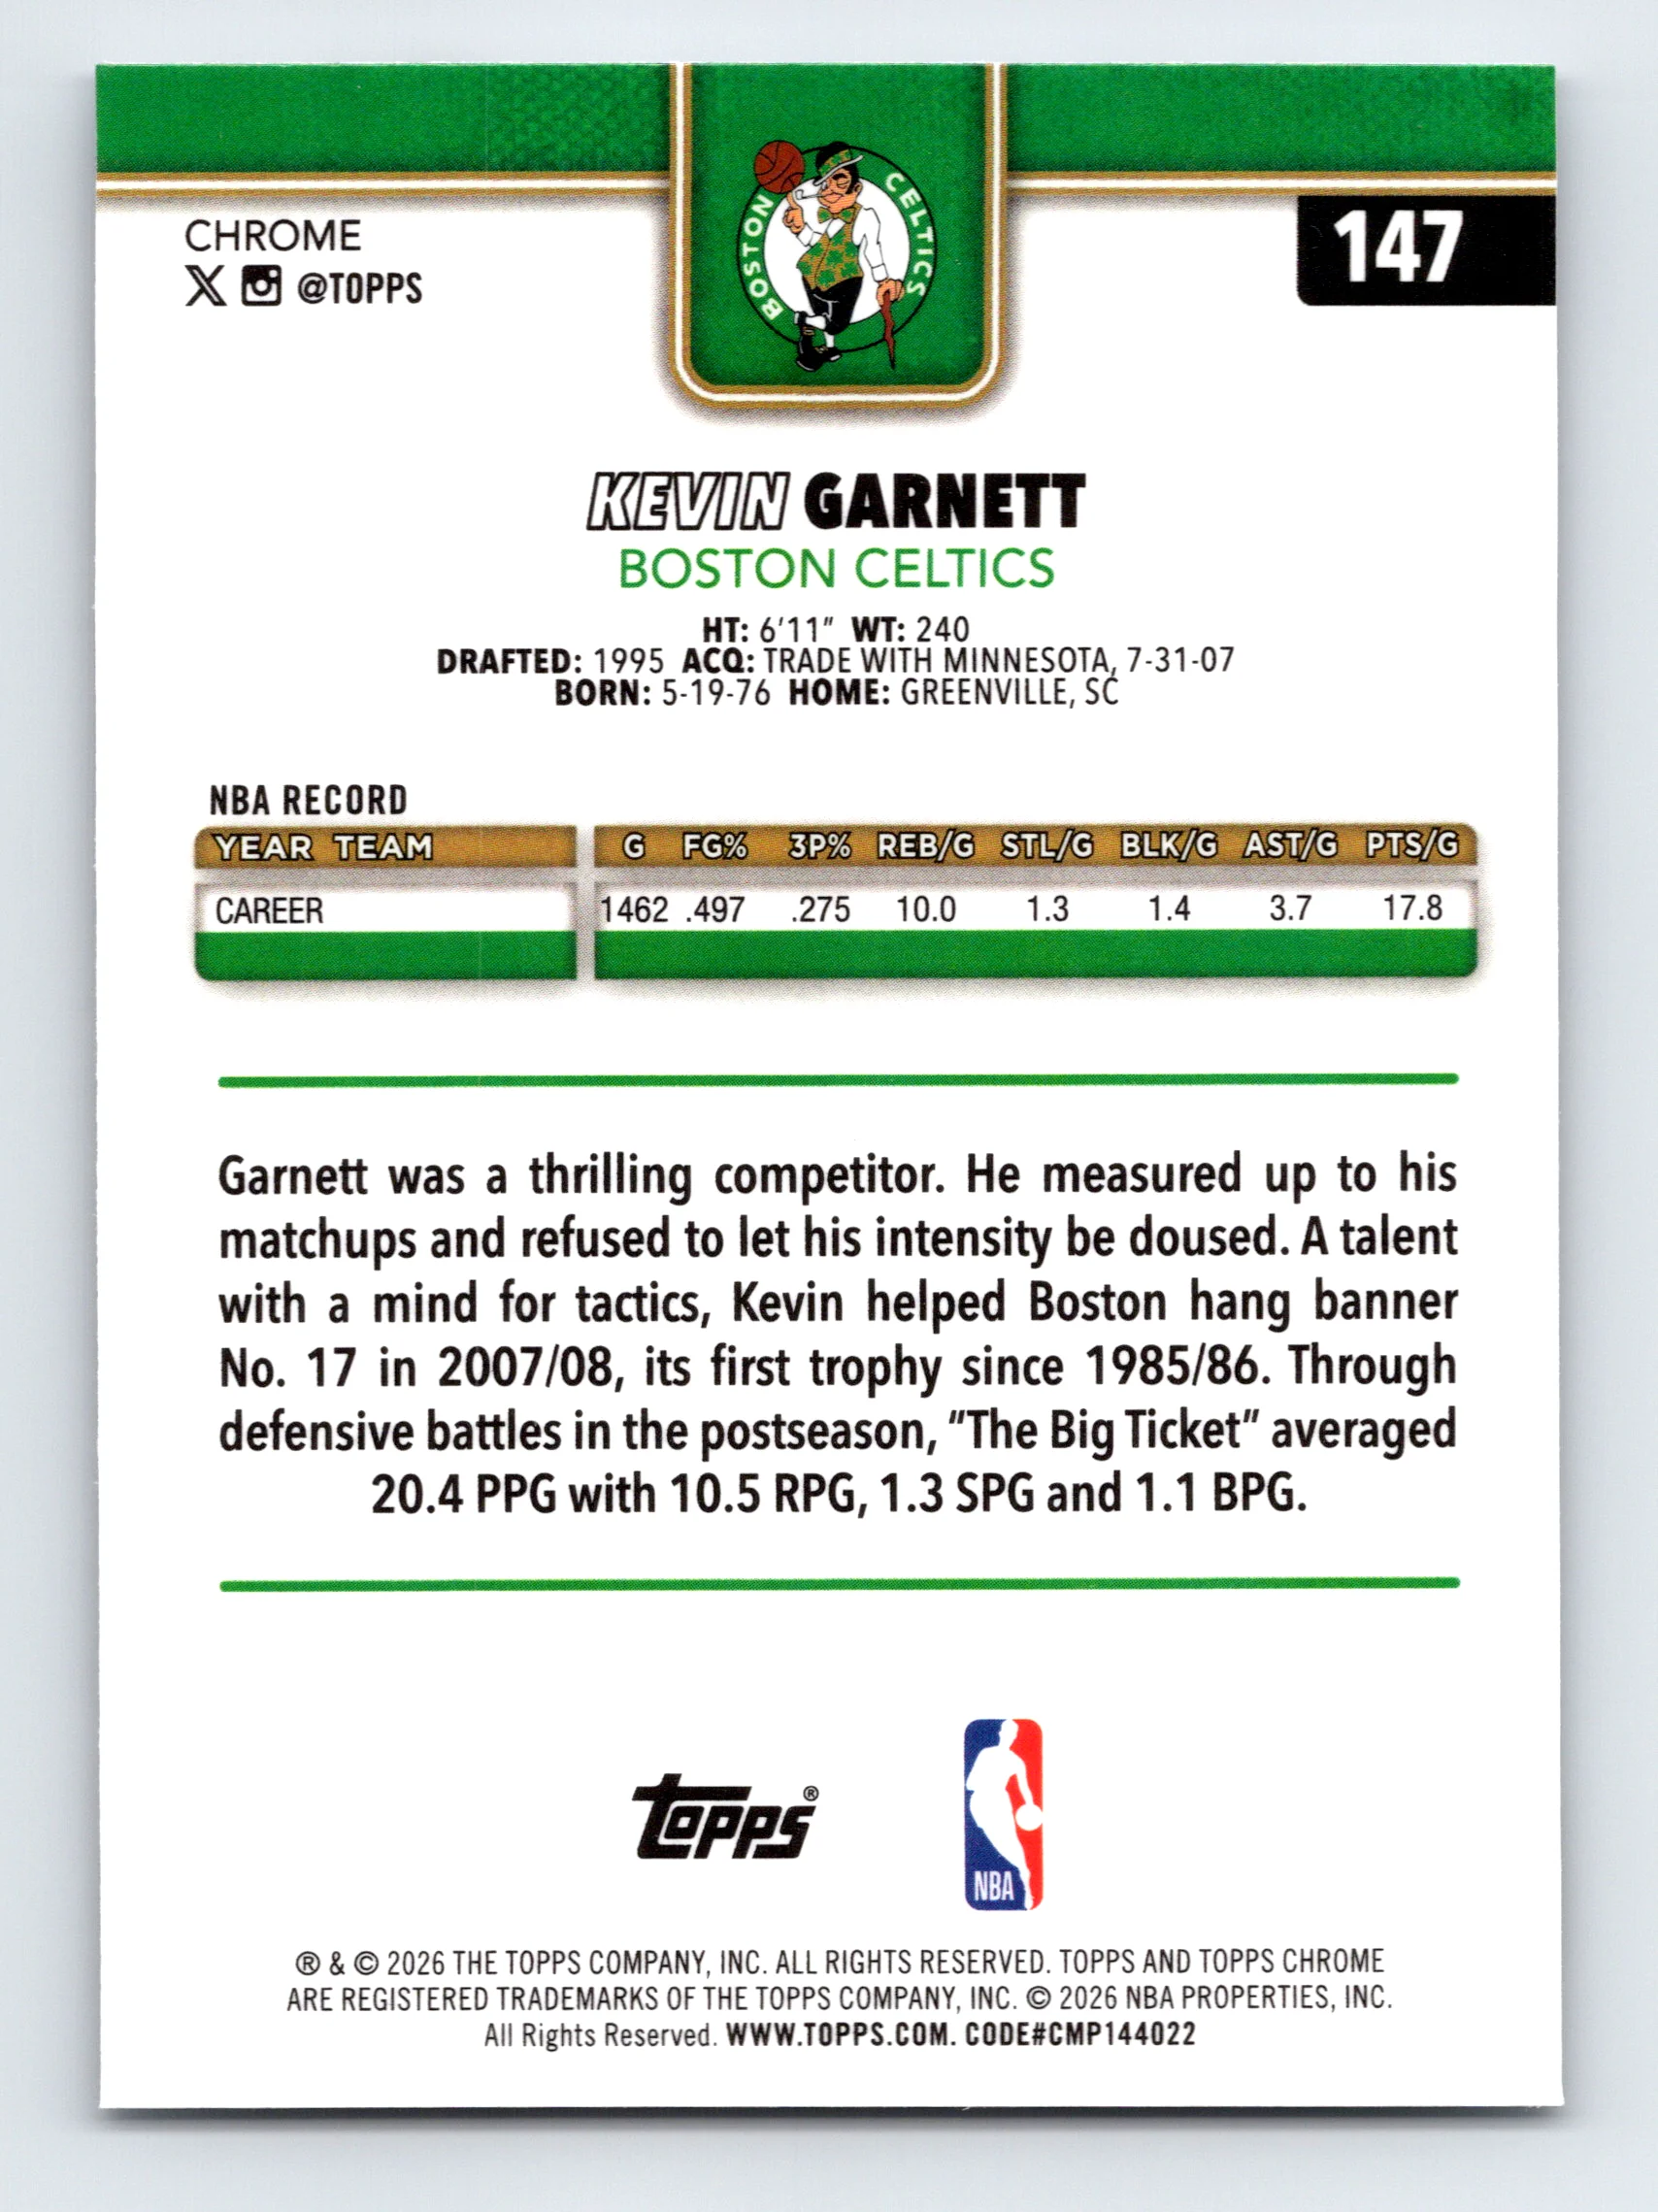 BOSTON CELTICS
CHROME
147
X @TOPPS
KEVIN GARNETT
BOSTON CELTICS
HT: 6'11" WT: 240
DRAFTED: 1995 ACQ: TRADE WITH MINNESOTA, 7-31-07
BORN: 5-19-76 HOME: GREENVILLE, SC
NBA RECORD
YEAR TEAM G FG% 3P% REB/G STL/G BLK/G AST/G PTS/G
CAREER 1462 .497 .275 10.0 1.3 1.4 3.7 17.8
Garnett was a thrilling competitor. He measured up to his
matchups and refused to let his intensity be doused. A talent
with a mind for tactics, Kevin helped Boston hang banner
No. 17 in 2007/08, its first trophy since 1985/86. Through
defensive battles in the postseason, "The Big Ticket" averaged
20.4 PPG with 10.5 RPG, 1.3 SPG and 1.1 BPG.
topps®
NBA
® & © 2026 THE TOPPS COMPANY, INC. ALL RIGHTS RESERVED. TOPPS AND TOPPS CHROME
ARE REGISTERED TRADEMARKS OF THE TOPPS COMPANY, INC. © 2026 NBA PROPERTIES, INC.
All Rights Reserved. WWW.TOPPS.COM. CODE#CMP144022